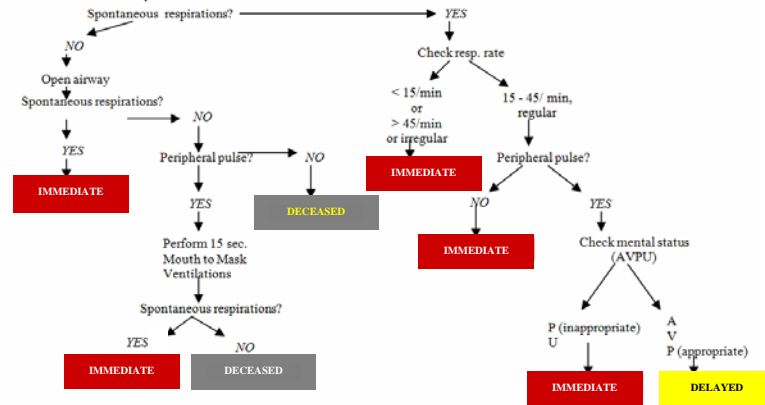 Spontaneous respirations?
YES
NO
Check resp. rate
Open airway
Spontaneous respirations?
< 15/min
or
> 45/min
or irregular
15 - 45/ min,
regular
NO
YES
Peripheral pulse?
NO
Peripheral pulse?
IMMEDIATE
IMMEDIATE
DECEASED
YES
NO
YES
Perform 15 sec.
Mouth to Mask
Ventilations
IMMEDIATE
Check mental status
(AVPU)
Spontaneous respirations?
YES
NO
P (inappropriate)
U
A
V
P (appropriate)
IMMEDIATE
DECEASED
IMMEDIATE
DELAYED